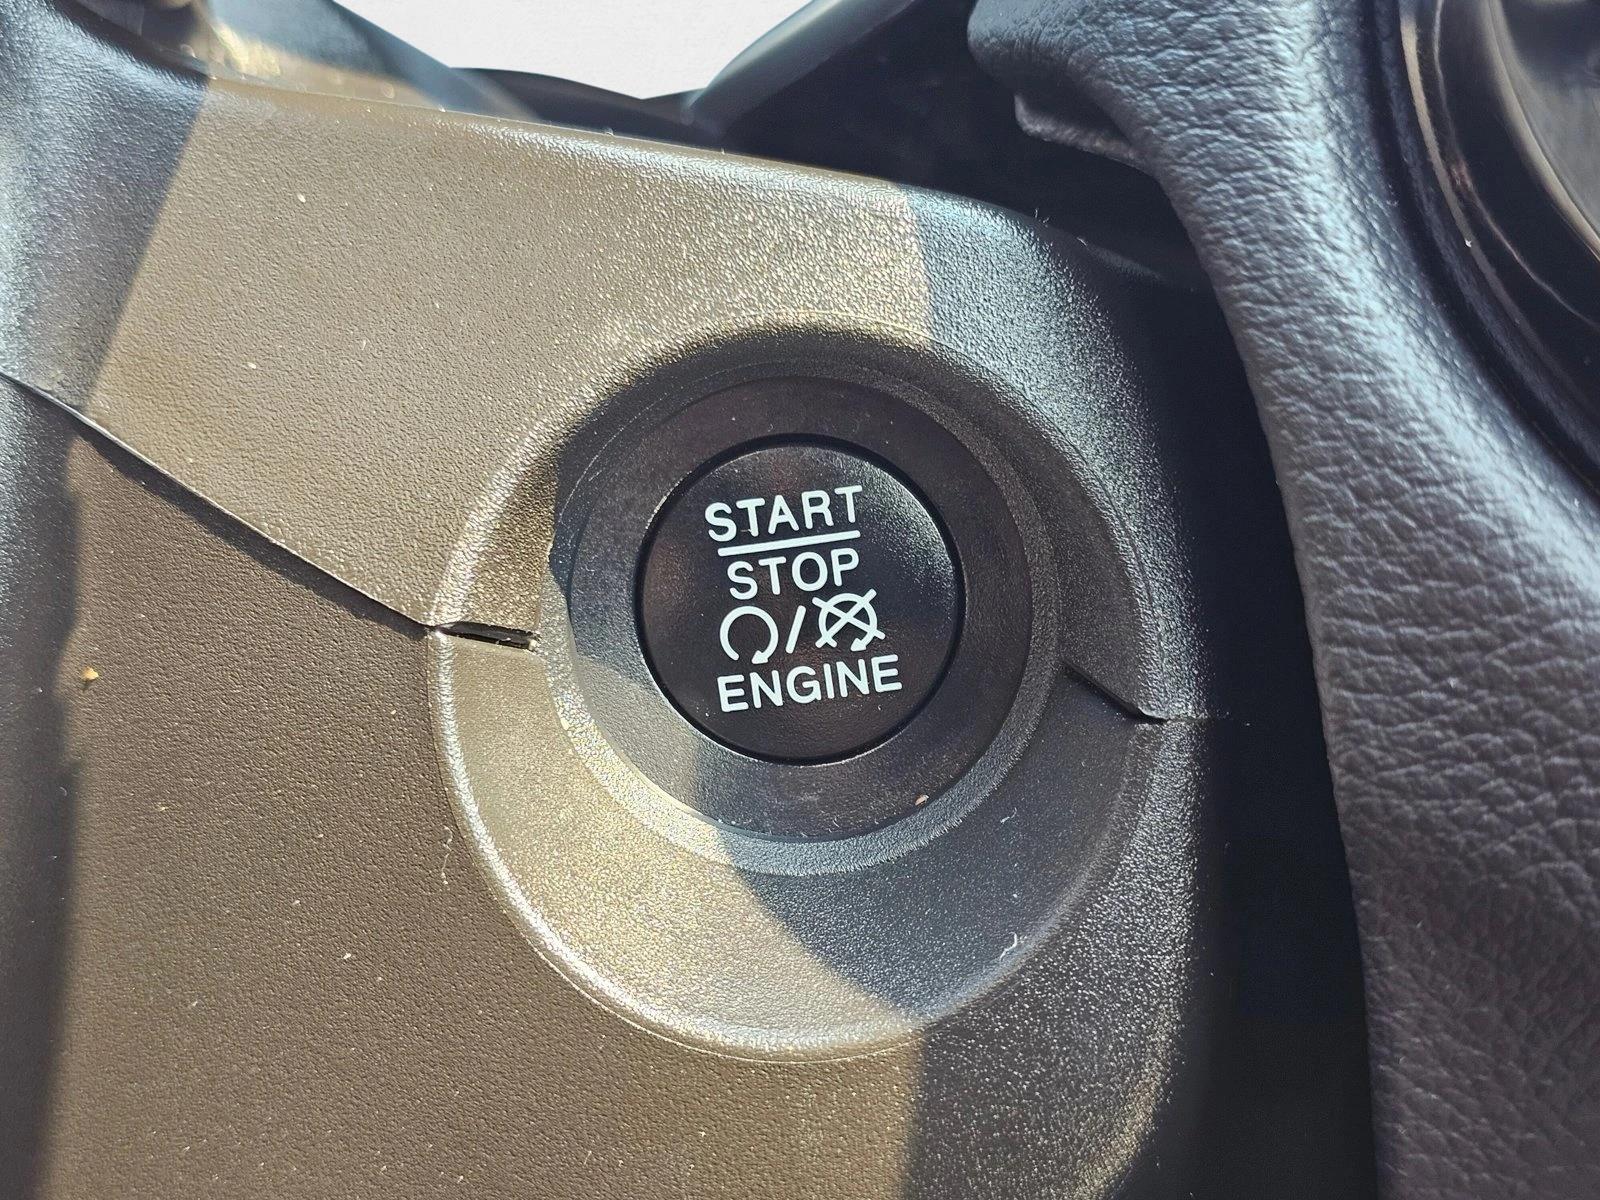 START
STOP
/
ENGINE